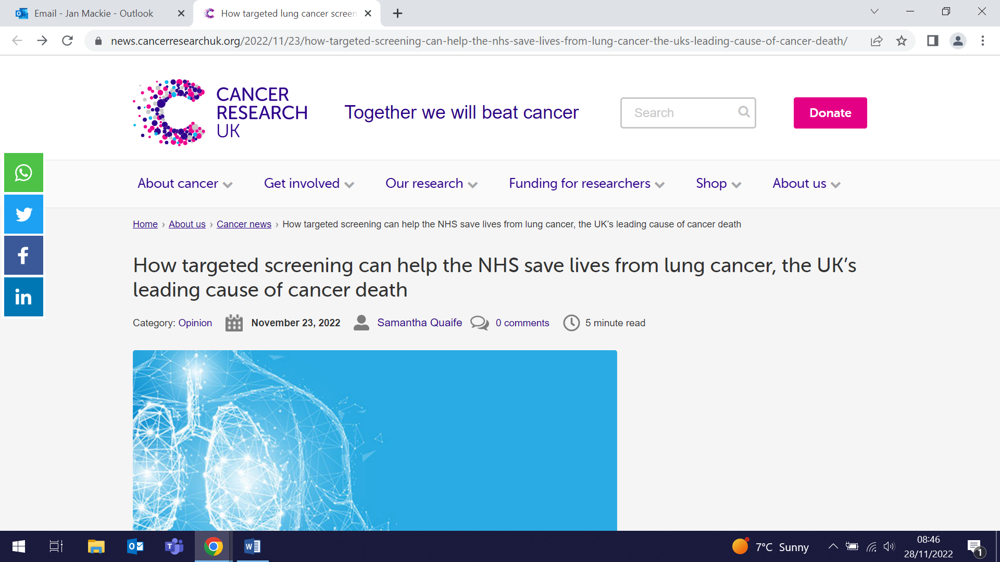 Email - Jan Mackie - Outlook
How targeted lung cancer screen
news.cancerresearchuk.org/2022/11/23/how-targeted-screening-can-help-the-nhs-save-lives-from-lung-cancer-the-uks-leading-cause-of-cancer-death/
CANCER
RESEARCH
UK
Together we will beat cancer
Search
Donate
About cancer
Get involved
Our research
Funding for researchers
Shop
About us
Home › About us › Cancer news › How targeted screening can help the NHS save lives from lung cancer, the UK’s leading cause of cancer death
How targeted screening can help the NHS save lives from lung cancer, the UK’s
leading cause of cancer death
Category: Opinion November 23, 2022 Samantha Quaife 0 comments 5 minute read
7°C Sunny
08:46
28/11/2022
1